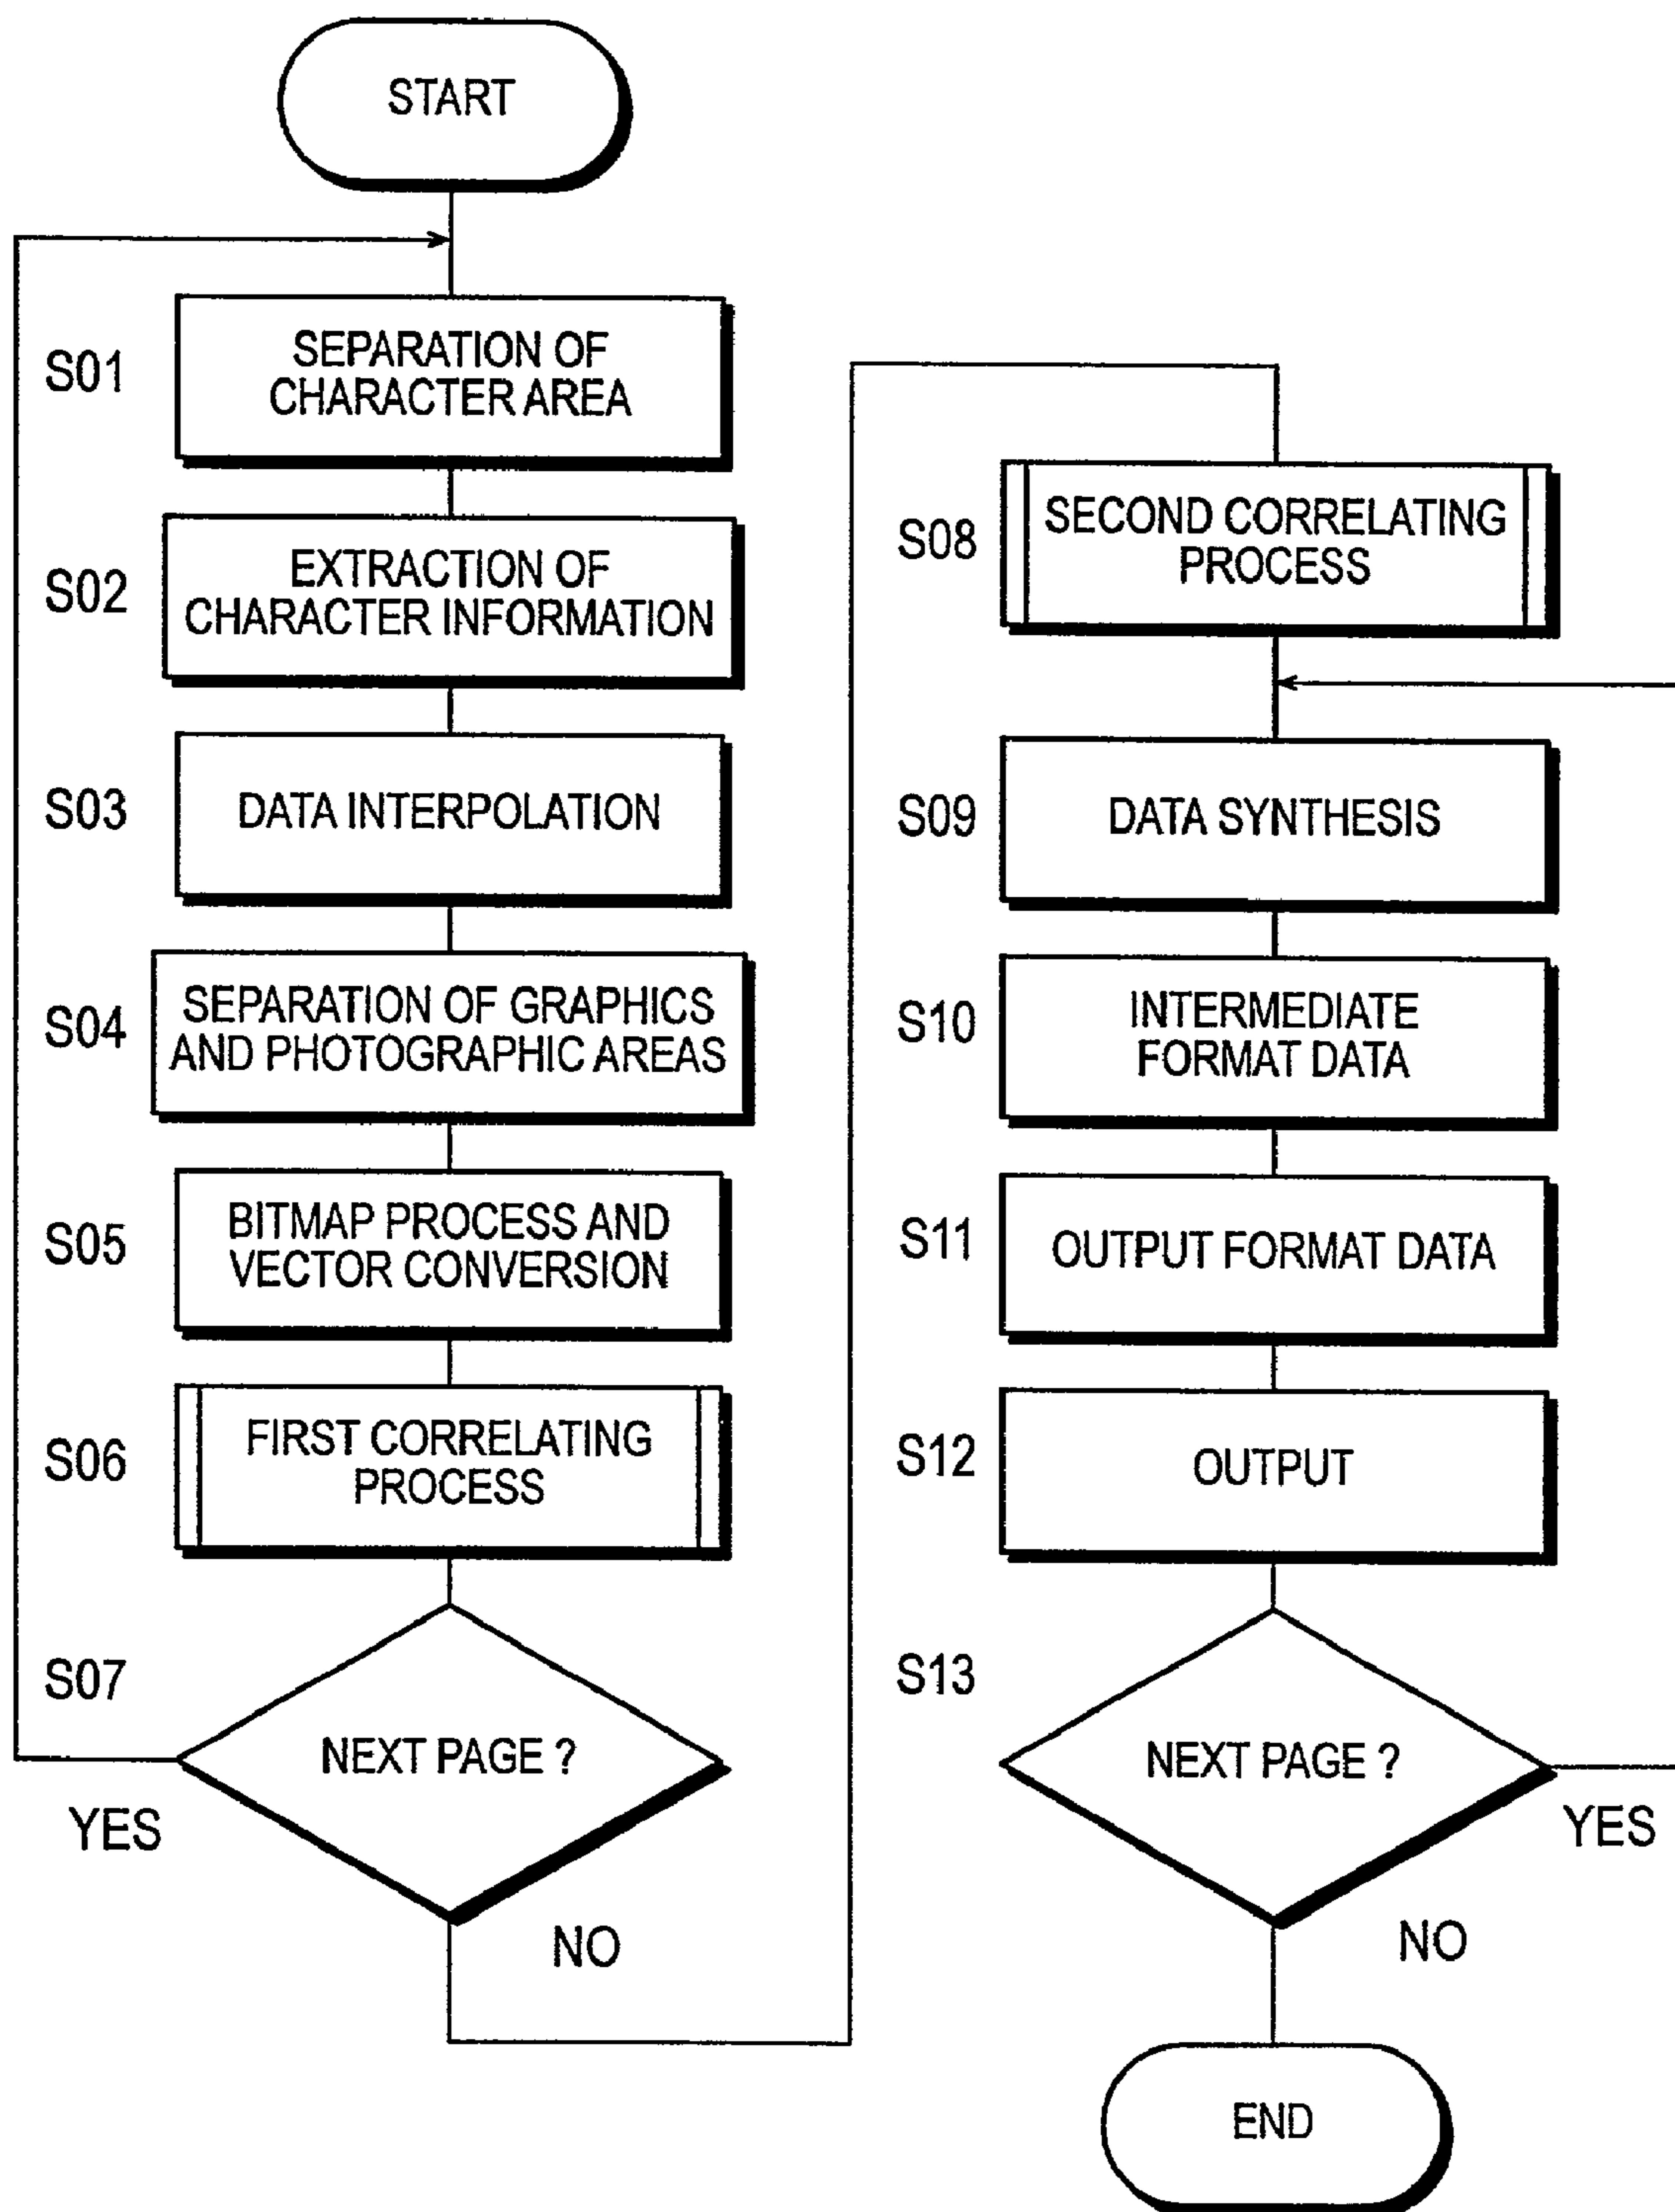 START
S01
SEPARATION OF
CHARACTER AREA
S02
EXTRACTION OF
CHARACTER INFORMATION
S03
DATA INTERPOLATION
S04
SEPARATION OF GRAPHICS
AND PHOTOGRAPHIC AREAS
S05
BITMAP PROCESS AND
VECTOR CONVERSION
S06
FIRST CORRELATING
PROCESS
S07
NEXT PAGE ?
YES
NO
S08
SECOND CORRELATING
PROCESS
S09
DATA SYNTHESIS
S10
INTERMEDIATE
FORMAT DATA
S11
OUTPUT FORMAT DATA
S12
OUTPUT
S13
NEXT PAGE ?
YES
NO
END